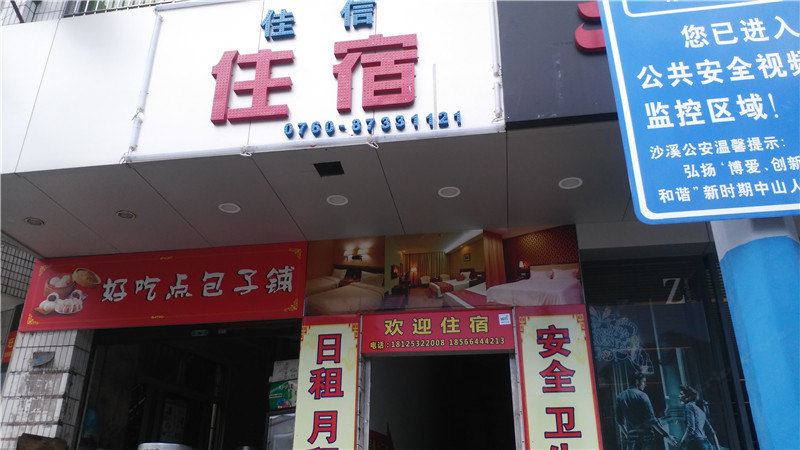 佳信
住宿
0760-87331121
您已进入
公共安全视频
监控区域！
沙溪公安温馨提示：
弘扬“博爱、创新
和谐”新时期中山人
好吃点包子铺
欢迎住宿
电话：18125322008 18566444213
日租月
安全卫
Z